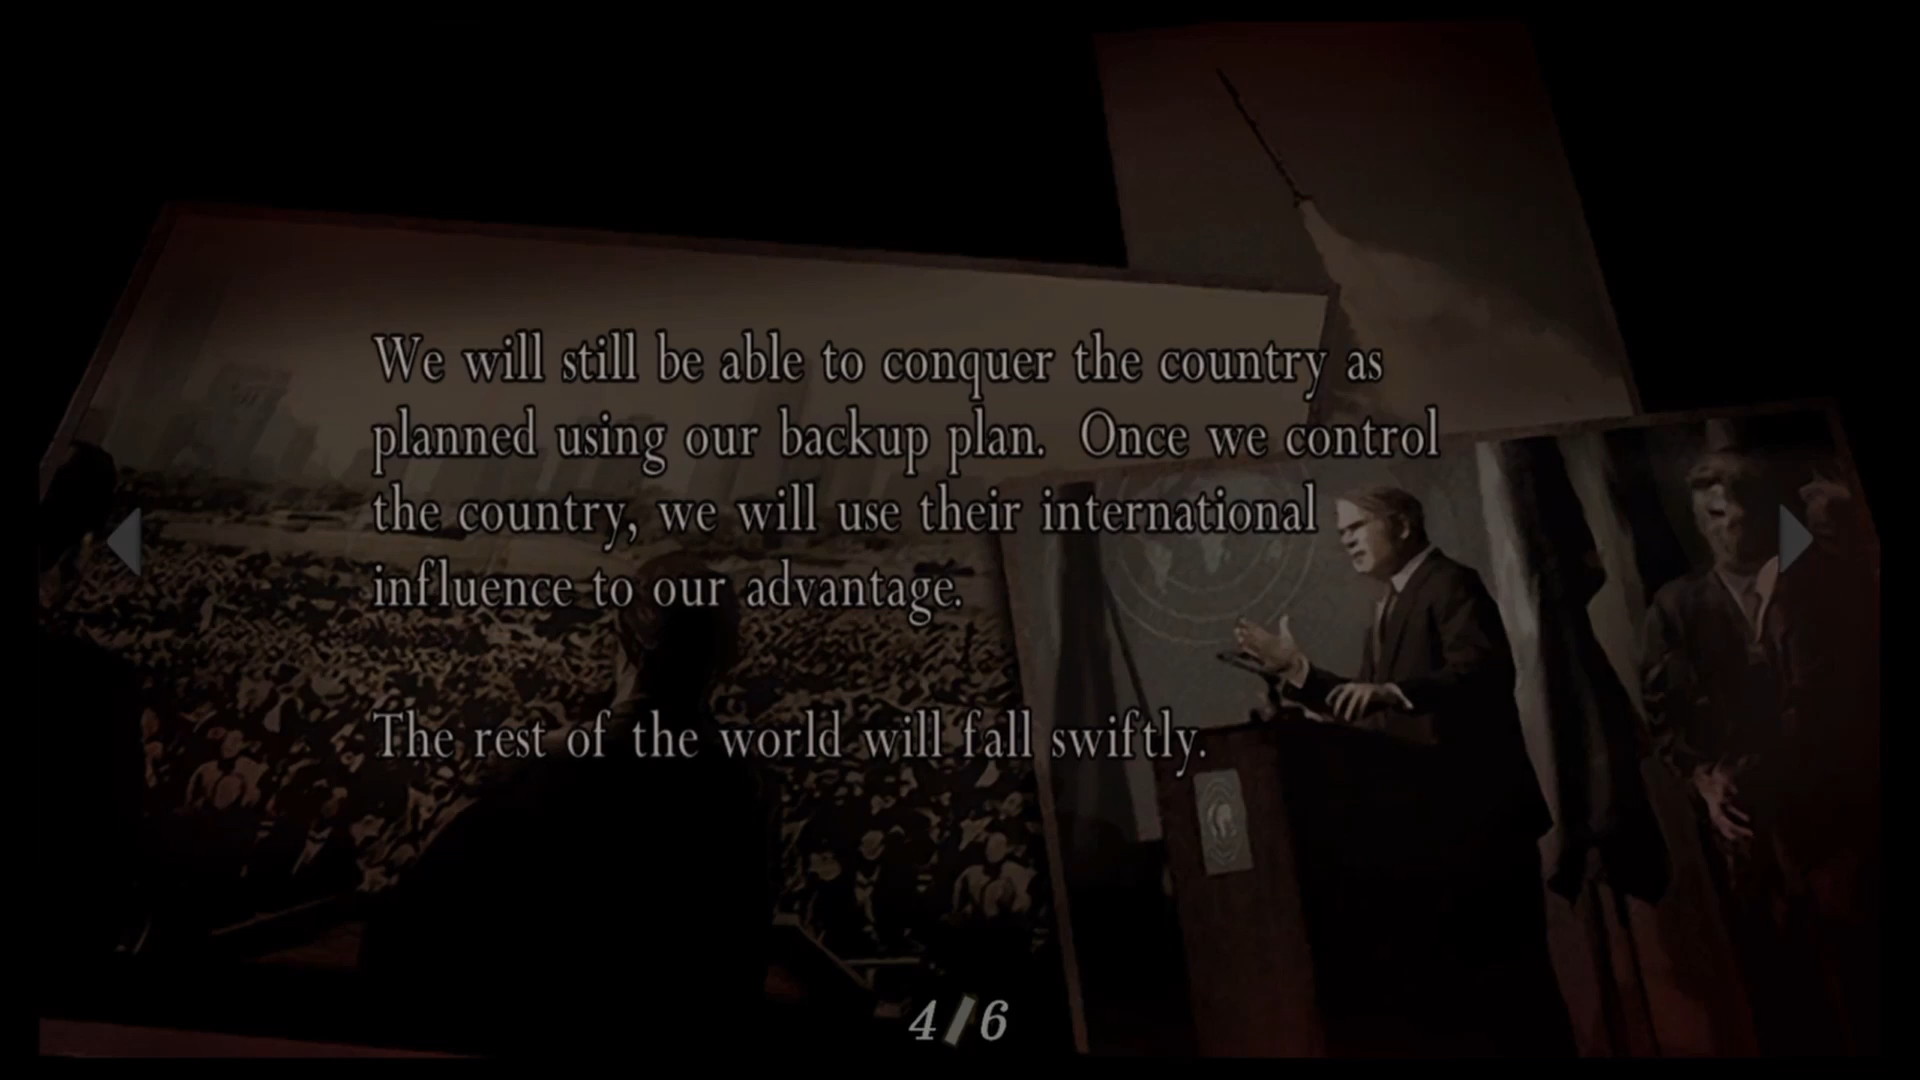 We will still be able to conquer the country as
planned using our backup plan.  Once we control
the country, we will use their international
influence to our advantage.
The rest of the world will fall swiftly.
4/6